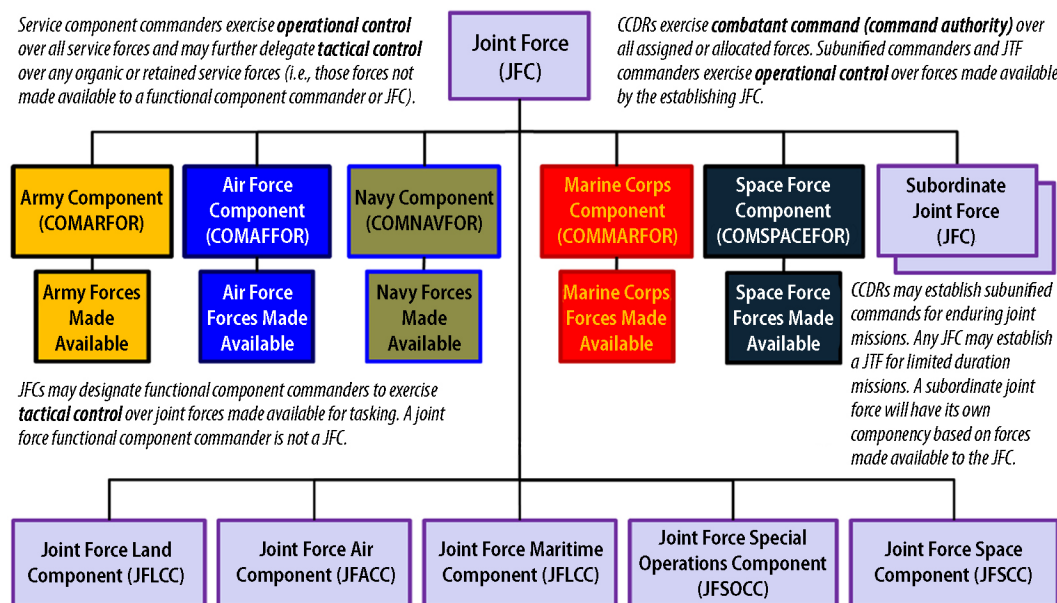 Service component commanders exercise operational control
over all service forces and may further delegate tactical control
over any organic or retained service forces (i.e., those forces not
made available to a functional component commander or JFC).
Joint Force
(JFC)
CCDRs exercise combatant command (command authority) over
all assigned or allocated forces. Subunified commanders and JTF
commanders exercise operational control over forces made available
by the establishing JFC.
Army Component
(COMARFOR)
Air Force
Component
(COMAFFOR)
Navy Component
(COMNAVFOR)
Marine Corps
Component
(COMMARFOR)
Space Force
Component
(COMSPACEFOR)
Subordinate
Joint Force
(JFC)
Army Forces
Made
Available
Air Force
Forces Made
Available
Navy Forces
Made
Available
Marine Corps
Forces Made
Available
Space Force
Forces Made
Available
CCDRs may establish subunified
commands for enduring joint
missions. Any JFC may establish
a JTF for limited duration
missions. A subordinate joint
force will have its own
componency based on forces
made available to the JFC.
JFCs may designate functional component commanders to exercise
tactical control over joint forces made available for tasking. A joint
force functional component commander is not a JFC.
Joint Force Land
Component (JFLCC)
Joint Force Air
Component (JFACC)
Joint Force Maritime
Component (JFLCC)
Joint Force Special
Operations Component
(JFSOCC)
Joint Force Space
Component (JFSCC)